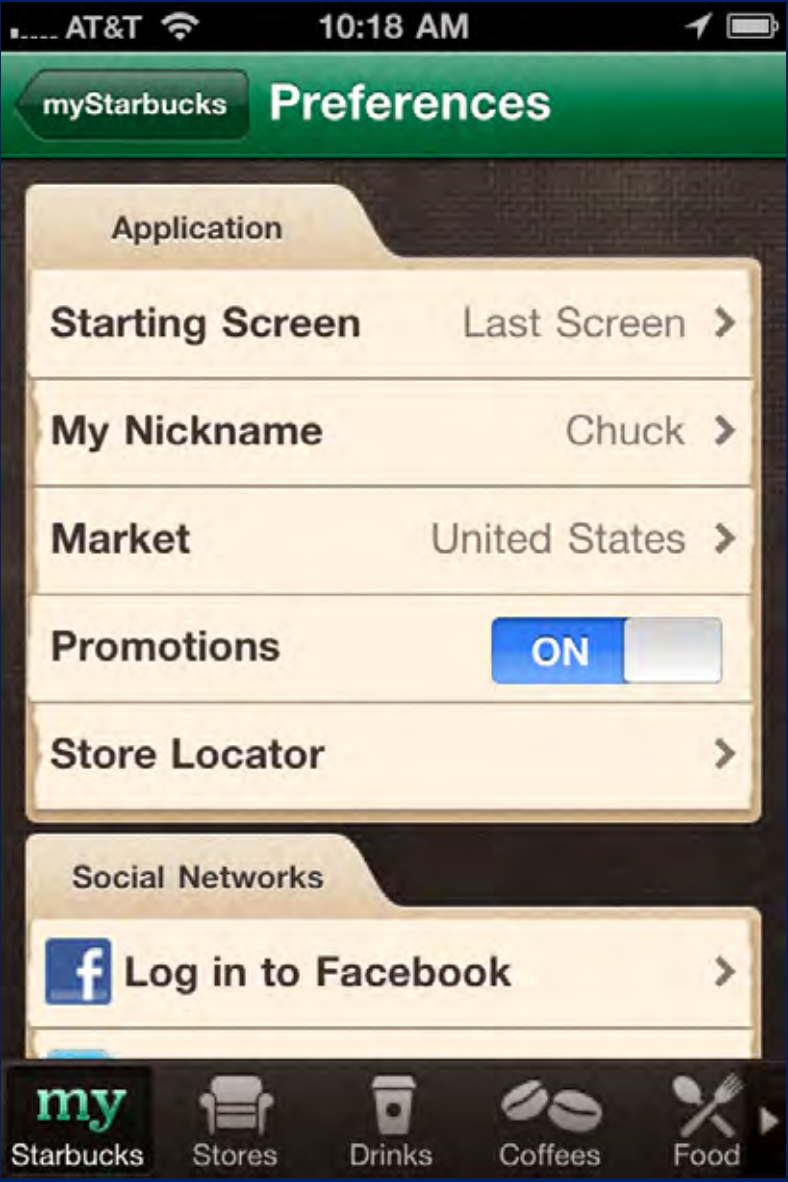 AT&T 10:18 AM
myStarbucks Preferences
Application
Starting Screen Last Screen
My Nickname Chuck
Market United States
Promotions ON
Store Locator
Social Networks
f Log in to Facebook
my
Starbucks Stores Drinks Coffees Food